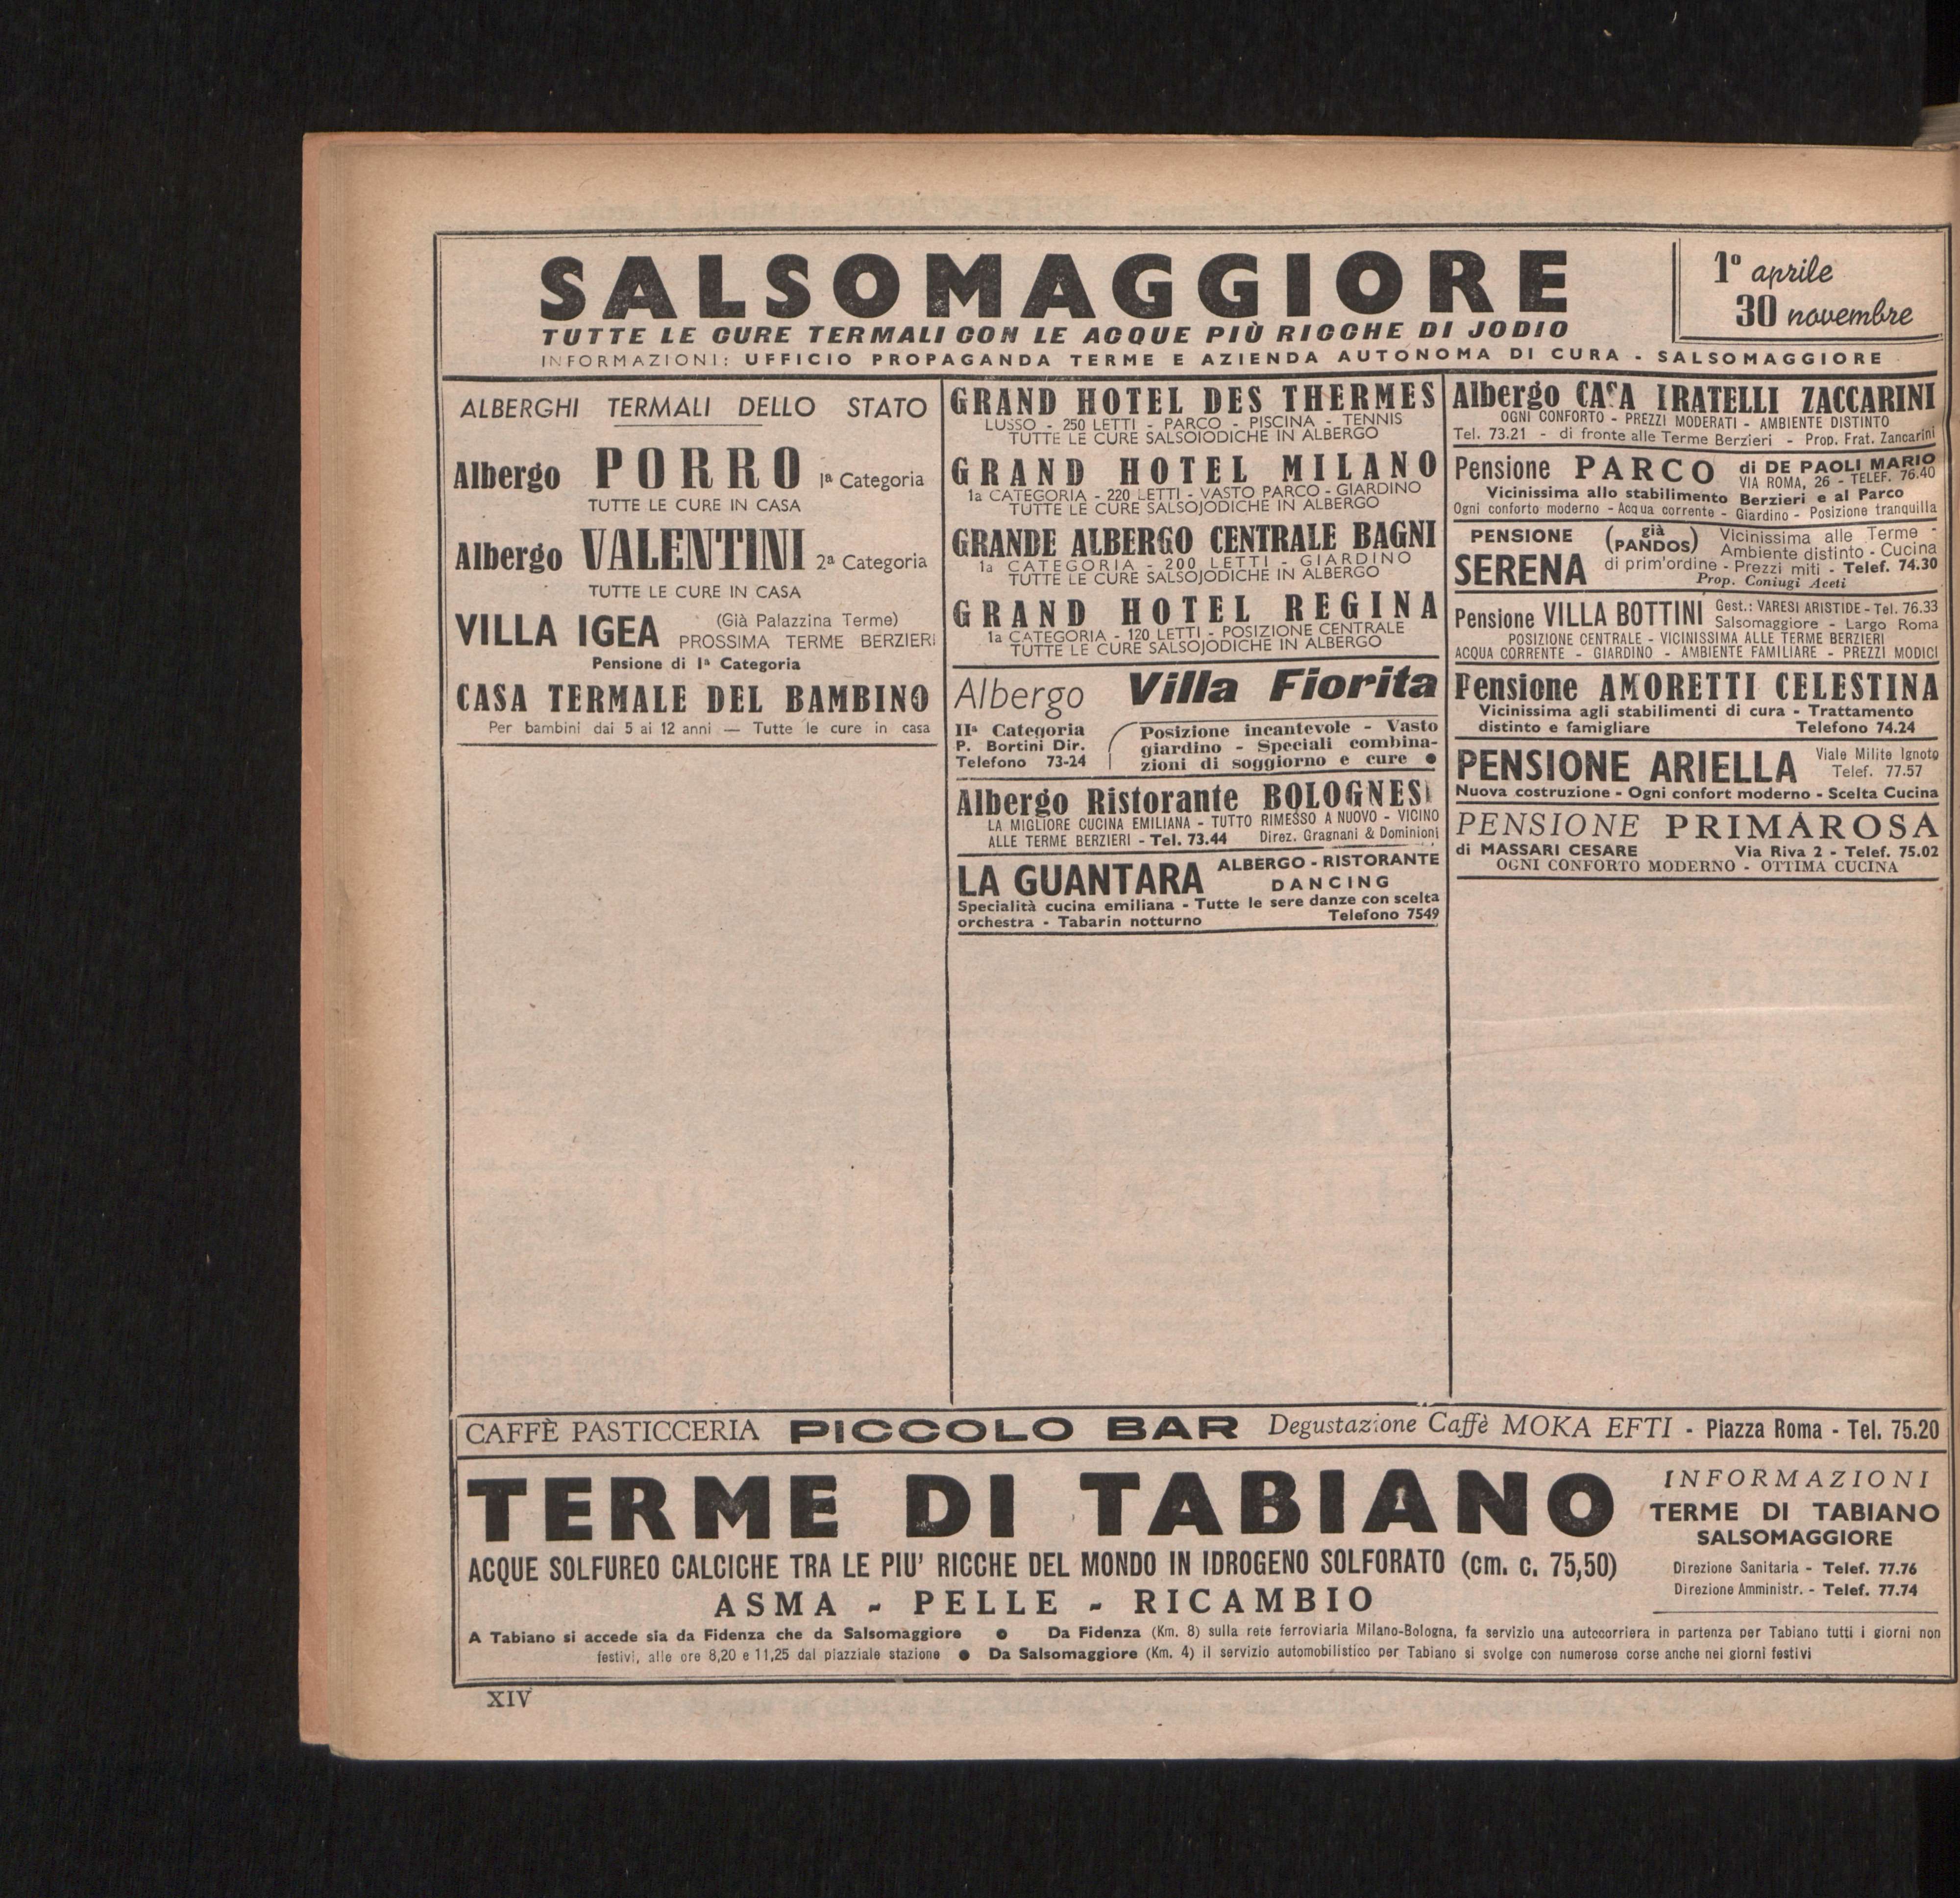 SALSOMAGGIORE
TUTTE LE CURE TERMALI CON LE ACQUE PIÙ RICCHE DI JODIO
INFORMAZIONI: UFFICIO PROPAGANDA TERME E AZIENDA AUTONOMA DI CURA - SALSOMAGGIORE
1° aprile
30 novembre
ALBERGHI TERMALI DELLO STATO
Albergo PORRO Iª Categoria
TUTTE LE CURE IN CASA
Albergo VALENTINI 2ª Categoria
TUTTE LE CURE IN CASA
VILLA IGEA (Già Palazzina Terme)
PROSSIMA TERME BERZIERI
Pensione di Iª Categoria
CASA TERMALE DEL BAMBINO
Per bambini dai 5 ai 12 anni — Tutte le cure in casa
GRAND HOTEL DES THERMES
LUSSO - 250 LETTI - PARCO - PISCINA - TENNIS
TUTTE LE CURE SALSOIODICHE IN ALBERGO
GRAND HOTEL MILANO
1a CATEGORIA - 220 LETTI - VASTO PARCO - GIARDINO
TUTTE LE CURE SALSOJODICHE IN ALBERGO
GRANDE ALBERGO CENTRALE BAGNI
1a CATEGORIA - 200 LETTI - GIARDINO
TUTTE LE CURE SALSOJODICHE IN ALBERGO
GRAND HOTEL REGINA
1a CATEGORIA - 120 LETTI - POSIZIONE CENTRALE
TUTTE LE CURE SALSOJODICHE IN ALBERGO
Albergo Villa Fiorita
IIª Categoria
P. Bortini Dir.
Telefono 73-24
Posizione incantevole - Vasto
giardino - Speciali combina-
zioni di soggiorno e cure ●
Albergo Ristorante BOLOGNESI
LA MIGLIORE CUCINA EMILIANA - TUTTO RIMESSO A NUOVO - VICINO
ALLE TERME BERZIERI - Tel. 73.44 Direz. Gragnani & Dominioni
LA GUANTARA ALBERGO - RISTORANTE
DANCING
Specialità cucina emiliana - Tutte le sere danze con scelta
orchestra - Tabarin notturno Telefono 7549
Albergo CASA IRATELLI ZACCARINI
OGNI CONFORTO - PREZZI MODERATI - AMBIENTE DISTINTO
Tel. 73.21 - di fronte alle Terme Berzieri - Prop. Frat. Zancarini
Pensione PARCO di DE PAOLI MARIO
VIA ROMA, 26 - TELEF. 76.40
Vicinissima allo stabilimento Berzieri e al Parco
Ogni conforto moderno - Acqua corrente - Giardino - Posizione tranquilla
PENSIONE SERENA (già PANDOS)
Vicinissima alle Terme -
Ambiente distinto - Cucina
di prim'ordine - Prezzi miti - Telef. 74.30
Prop. Coniugi Aceti
Pensione VILLA BOTTINI Gest.: VARESI ARISTIDE - Tel. 76.33
Salsomaggiore - Largo Roma
POSIZIONE CENTRALE - VICINISSIMA ALLE TERME BERZIERI
ACQUA CORRENTE - GIARDINO - AMBIENTE FAMILIARE - PREZZI MODICI
Pensione AMORETTI CELESTINA
Vicinissima agli stabilimenti di cura - Trattamento
distinto e famigliare Telefono 74.24
PENSIONE ARIELLA Viale Milite Ignoto
Telef. 77.57
Nuova costruzione - Ogni confort moderno - Scelta Cucina
PENSIONE PRIMAROSA
di MASSARI CESARE Via Riva 2 - Telef. 75.02
OGNI CONFORTO MODERNO - OTTIMA CUCINA
CAFFÈ PASTICCERIA PICCOLO BAR Degustazione Caffè MOKA EFTI - Piazza Roma - Tel. 75.20
TERME DI TABIANO
ACQUE SOLFUREO CALCICHE TRA LE PIU' RICCHE DEL MONDO IN IDROGENO SOLFORATO (cm. c. 75,50)
ASMA - PELLE - RICAMBIO
INFORMAZIONI
TERME DI TABIANO
SALSOMAGGIORE
Direzione Sanitaria - Telef. 77.76
Direzione Amministr. - Telef. 77.74
A Tabiano si accede sia da Fidenza che da Salsomaggiore ● Da Fidenza (Km. 8) sulla rete ferroviaria Milano-Bologna, fa servizio una autocorriera in partenza per Tabiano tutti i giorni non
festivi, alle ore 8,20 e 11,25 dal piazziale stazione ● Da Salsomaggiore (Km. 4) il servizio automobilistico per Tabiano si svolge con numerose corse anche nei giorni festivi
XIV